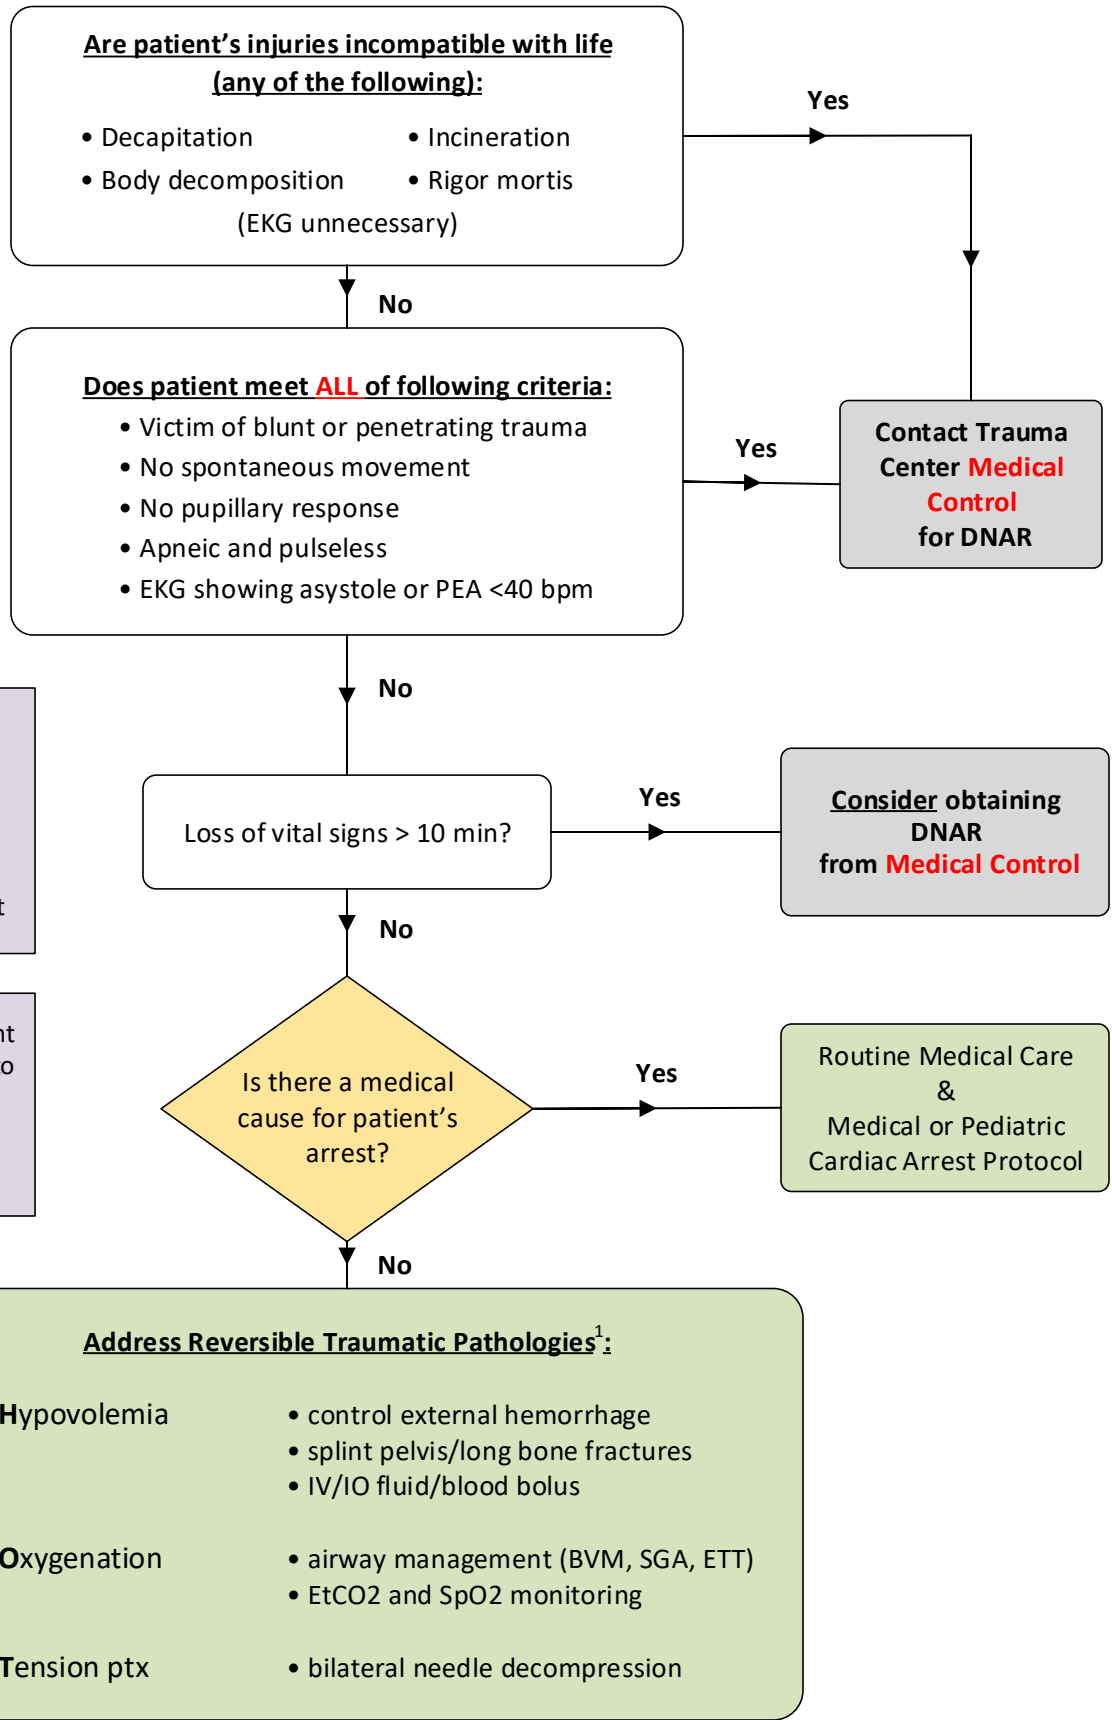 Are patient’s injuries incompatible with life
(any of the following):
• Decapitation
• Incineration
• Body decomposition
• Rigor mortis
(EKG unnecessary)
Yes
No
Does patient meet ALL of following criteria:
• Victim of blunt or penetrating trauma
• No spontaneous movement
• No pupillary response
• Apneic and pulseless
• EKG showing asystole or PEA <40 bpm
Yes
Contact Trauma
Center Medical
Control
for DNAR
No
Loss of vital signs > 10 min?
Yes
Consider obtaining
DNAR
from Medical Control
No
Is there a medical
cause for patient’s
arrest?
Yes
Routine Medical Care
&
Medical or Pediatric
Cardiac Arrest Protocol
No
Address Reversible Traumatic Pathologies¹:
Hypovolemia
• control external hemorrhage
• splint pelvis/long bone fractures
• IV/IO fluid/blood bolus
Oxygenation
• airway management (BVM, SGA, ETT)
• EtCO2 and SpO2 monitoring
Tension ptx
• bilateral needle decompression